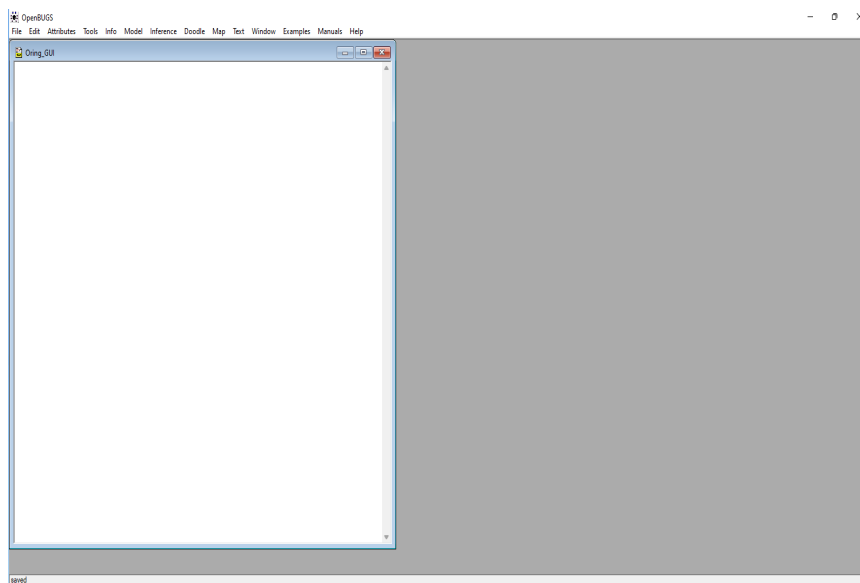 OpenBUGS
File Edit Attributes Tools Info Model Inference Doodle Map Text Window Examples Manuals Help
Oring_GUI
saved